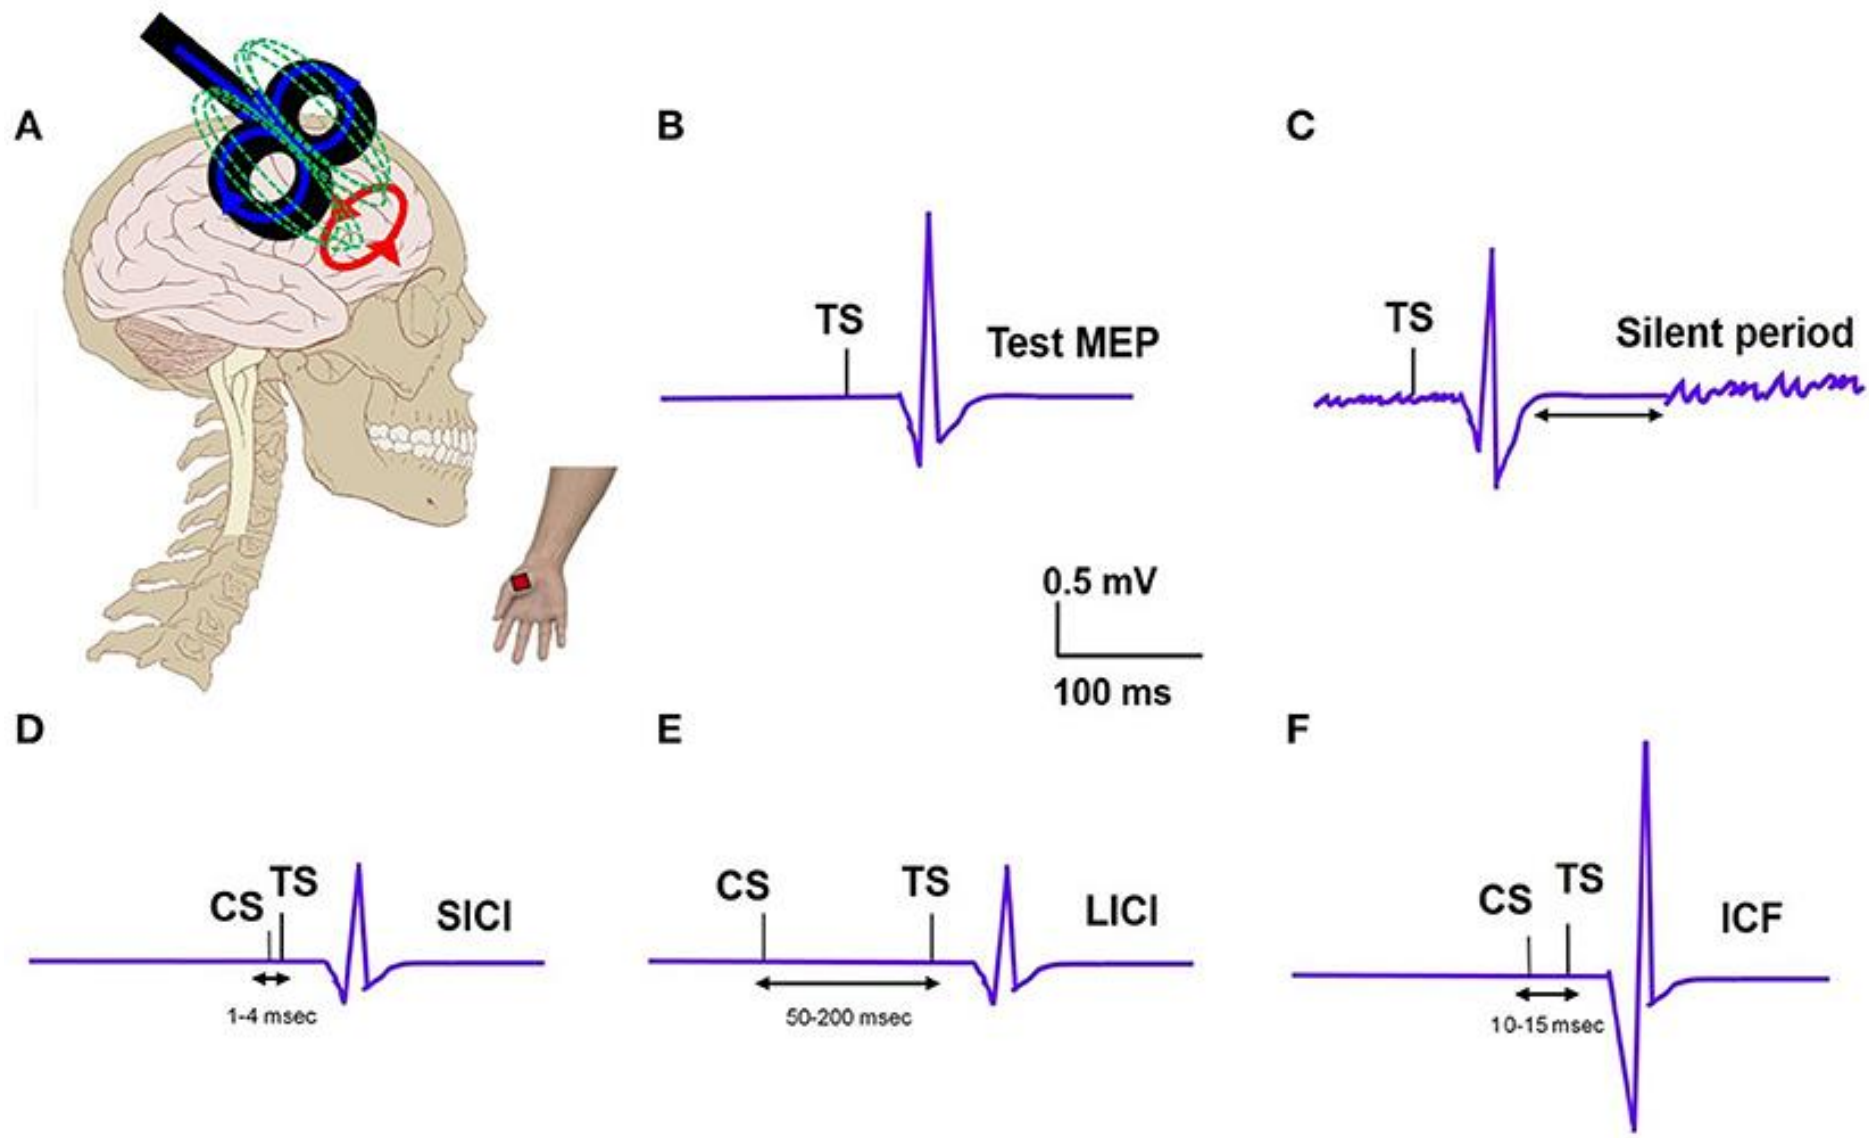 A
B
TS
Test MEP
C
TS
Silent period
0.5 mV
100 ms
D
CS
TS
SICI
1-4 msec
E
CS
TS
LICI
50-200 msec
F
CS
TS
ICF
10-15 msec